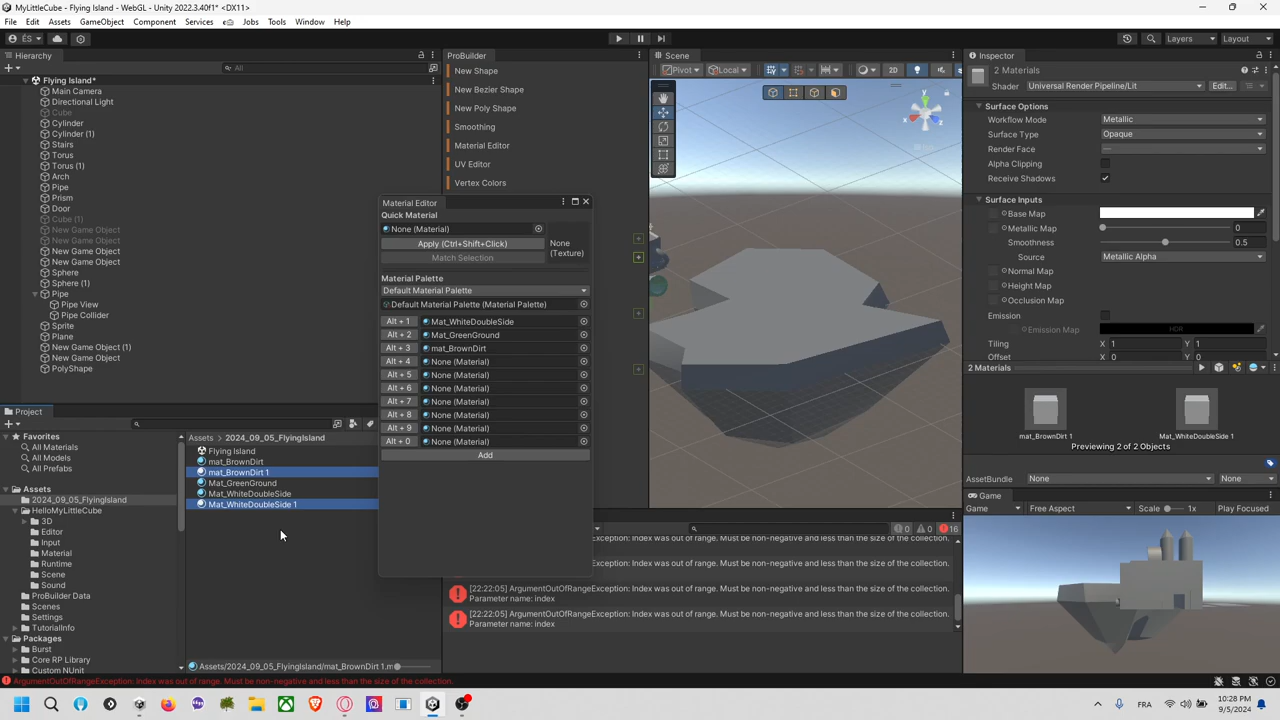 MyLittleCube - Flying Island - WebGL - Unity 2022.3.40f1* <DX11>
File Edit Assets GameObject Component Services Jobs Tools Window Help
ÉS Layers Layout
Hierarchy
All
Flying Island*
Main Camera
Directional Light
Cube
Cylinder
Cylinder (1)
Stairs
Torus
Torus (1)
Arch
Pipe
Prism
Door
Cube (1)
New Game Object
New Game Object
New Game Object
New Game Object
Sphere
Sphere (1)
Pipe
Pipe View
Pipe Collider
Sprite
Plane
New Game Object (1)
New Game Object
PolyShape
ProBuilder
New Shape
New Bezier Shape
New Poly Shape
Smoothing
Material Editor
UV Editor
Vertex Colors
Scene
Pivot Local 2D
y
x
z
Material Editor
Quick Material
None (Material)
Apply (Ctrl+Shift+Click)
Match Selection
None
(Texture)
Material Palette
Default Material Palette
Default Material Palette (Material Palette)
Alt + 1 Mat_WhiteDoubleSide
Alt + 2 Mat_GreenGround
Alt + 3 mat_BrownDirt
Alt + 4 None (Material)
Alt + 5 None (Material)
Alt + 6 None (Material)
Alt + 7 None (Material)
Alt + 8 None (Material)
Alt + 9 None (Material)
Alt + 0 None (Material)
Add
Inspector
2 Materials
Shader Universal Render Pipeline/Lit Edit...
Surface Options
Workflow Mode Metallic
Surface Type Opaque
Render Face —
Alpha Clipping
Receive Shadows
Surface Inputs
Base Map
Metallic Map 0
Smoothness 0.5
Source Metallic Alpha
Normal Map
Height Map
Occlusion Map
Emission
Emission Map HDR
Tiling X 1 Y 1
Offset X 0 Y 0
2 Materials
mat_BrownDirt 1 Mat_WhiteDoubleSide 1
Previewing 2 of 2 Objects
AssetBundle None None
Game
Game Free Aspect Scale 1x Play Focused
Project
Favorites
All Materials
All Models
All Prefabs
Assets
2024_09_05_FlyingIsland
HelloMyLittleCube
3D
Editor
Input
Material
Runtime
Scene
Sound
ProBuilder Data
Scenes
Settings
TutorialInfo
Packages
Burst
Core RP Library
Custom NUnit
Assets > 2024_09_05_FlyingIsland
Flying Island
mat_BrownDirt
mat_BrownDirt 1
Mat_GreenGround
Mat_WhiteDoubleSide
Mat_WhiteDoubleSide 1
Assets/2024_09_05_FlyingIsland/mat_BrownDirt 1.m
0 0 16
Exception: Index was out of range. Must be non-negative and less than the size of the collection.
Exception: Index was out of range. Must be non-negative and less than the size of the collection.
[22:22:05] ArgumentOutOfRangeException: Index was out of range. Must be non-negative and less than the size of the collection.
Parameter name: index
[22:22:05] ArgumentOutOfRangeException: Index was out of range. Must be non-negative and less than the size of the collection.
Parameter name: index
ArgumentOutOfRangeException: Index was out of range. Must be non-negative and less than the size of the collection.
FR
10:28 PM
9/5/2024